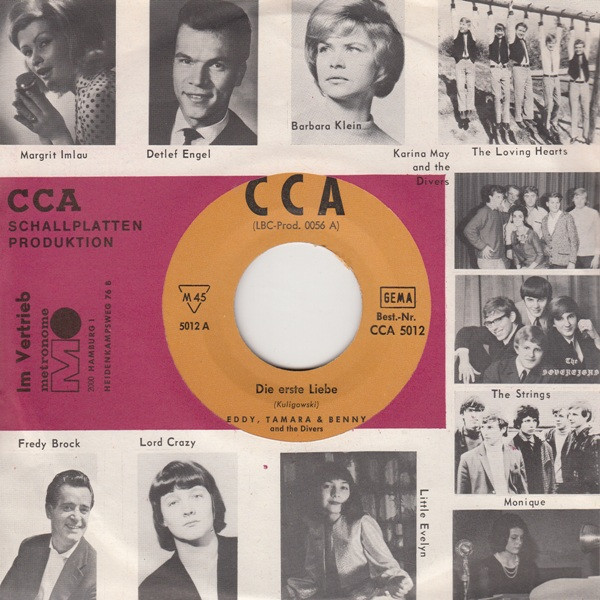 Margrit Imlau
Detlef Engel
Barbara Klein
Karina May
and the
Divers
The Loving Hearts
CCA
SCHALLPLATTEN
PRODUKTION
Im Vertrieb
metronome
2000 HAMBURG 1
HEIDENKAMPSWEG 76 B
CCA
(LBC-Prod. 0056 A)
M 45
5012 A
GEMA
Best.-Nr.
CCA 5012
Die erste Liebe
(Kuligowski)
EDDY, TAMARA & BENNY
and the Divers
The
SOVEREIGNS
The Strings
Monique
Fredy Brock
Lord Crazy
Little Evelyn